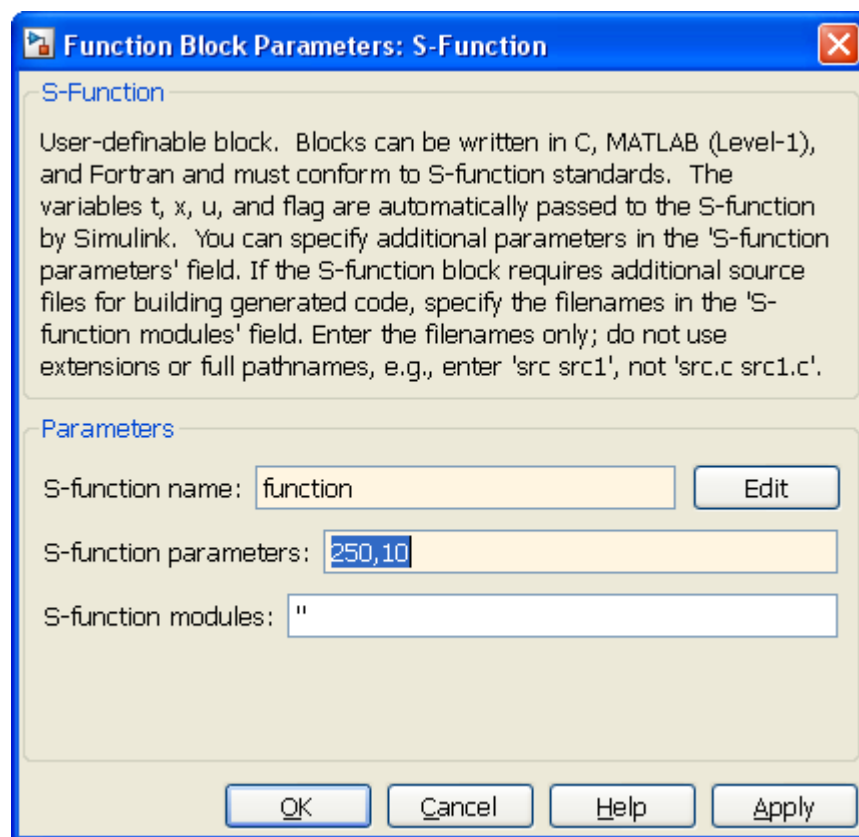 Function Block Parameters: S-Function
S-Function
User-definable block.  Blocks can be written in C, MATLAB (Level-1),
and Fortran and must conform to S-function standards.  The
variables t, x, u, and flag are automatically passed to the S-function
by Simulink.  You can specify additional parameters in the 'S-function
parameters' field. If the S-function block requires additional source
files for building generated code, specify the filenames in the 'S-
function modules' field. Enter the filenames only; do not use
extensions or full pathnames, e.g., enter 'src src1', not 'src.c src1.c'.
Parameters
S-function name: function Edit
S-function parameters: 250,10
S-function modules: ''
OK Cancel Help Apply